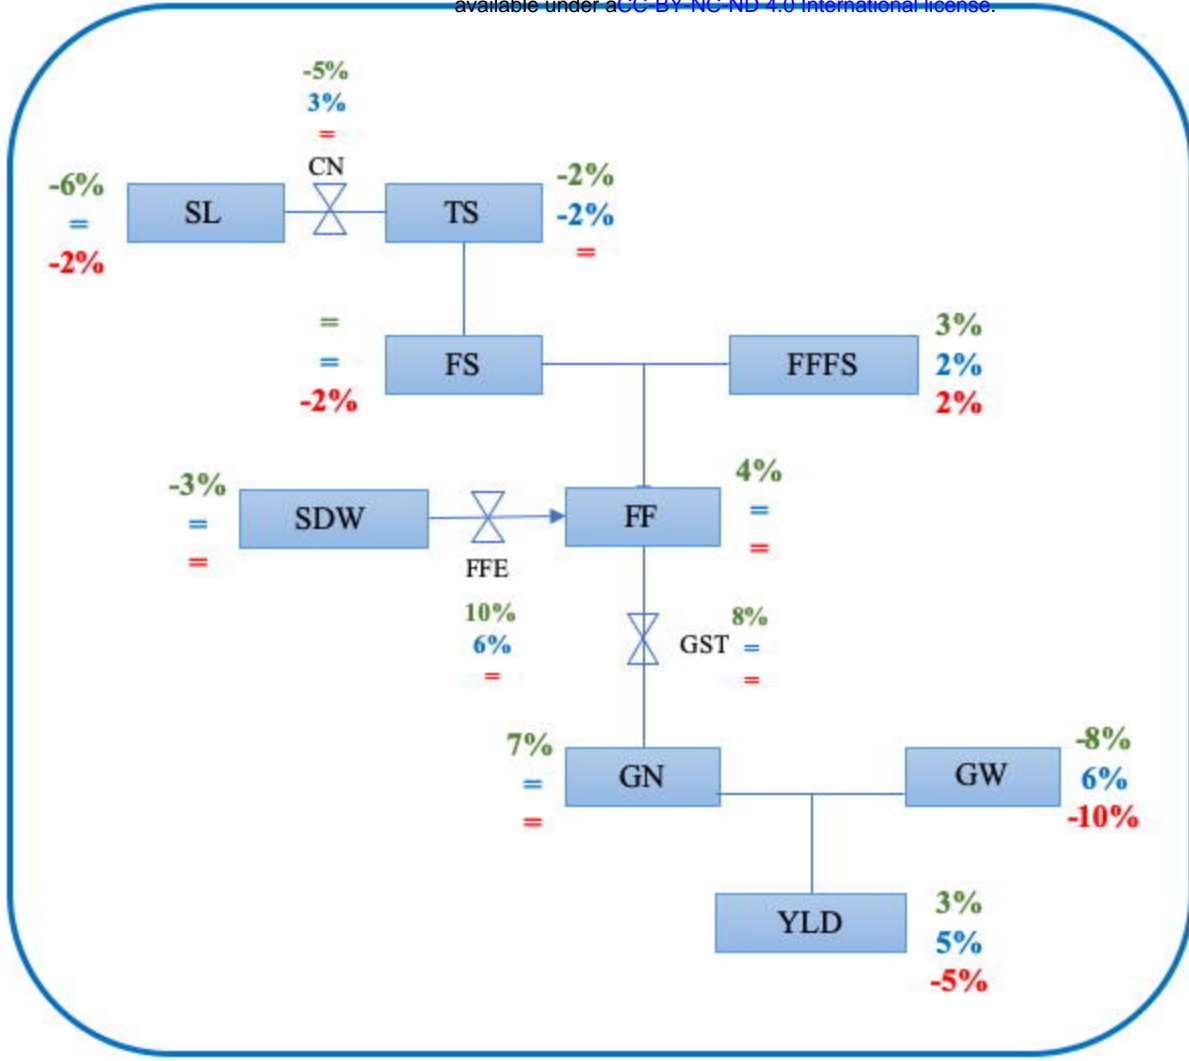 available under aCC-BY-NC-ND 4.0 International license.
-5%
3%
=
CN
-6%
=
-2%
SL
TS
-2%
-2%
=
=
=
-2%
FS
FFFS
3%
2%
2%
-3%
=
=
SDW
FFE
10%
6%
=
FF
4%
=
=
GST
8%
=
=
7%
=
=
GN
GW
-8%
6%
-10%
YLD
3%
5%
-5%